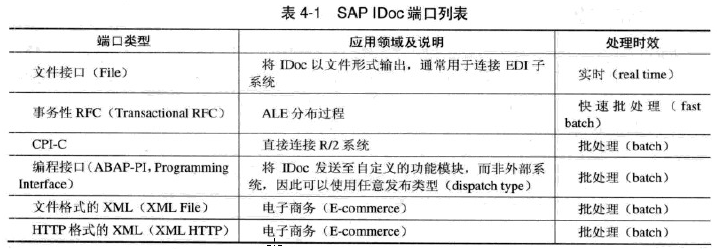 表 4-1 SAP IDoc 端口列表
端口类型 应用领域及说明 处理时效
文件接口（File） 将 IDoc 以文件形式输出，通常用于连接 EDI 子系统 实时（real time）
事务性 RFC（Transactional RFC） ALE 分布过程 快速批处理（fast batch）
CPI-C 直接连接 R/2 系统 批处理（batch）
编程接口（ABAP-PI，Programming Interface） 将 IDoc 发送至自定义的功能模块，而非外部系统，因此可以使用任意发布类型（dispatch type） 批处理（batch）
文件格式的 XML（XML File） 电子商务（E-commerce） 批处理（batch）
HTTP 格式的 XML（XML HTTP） 电子商务（E-commerce） 批处理（batch）